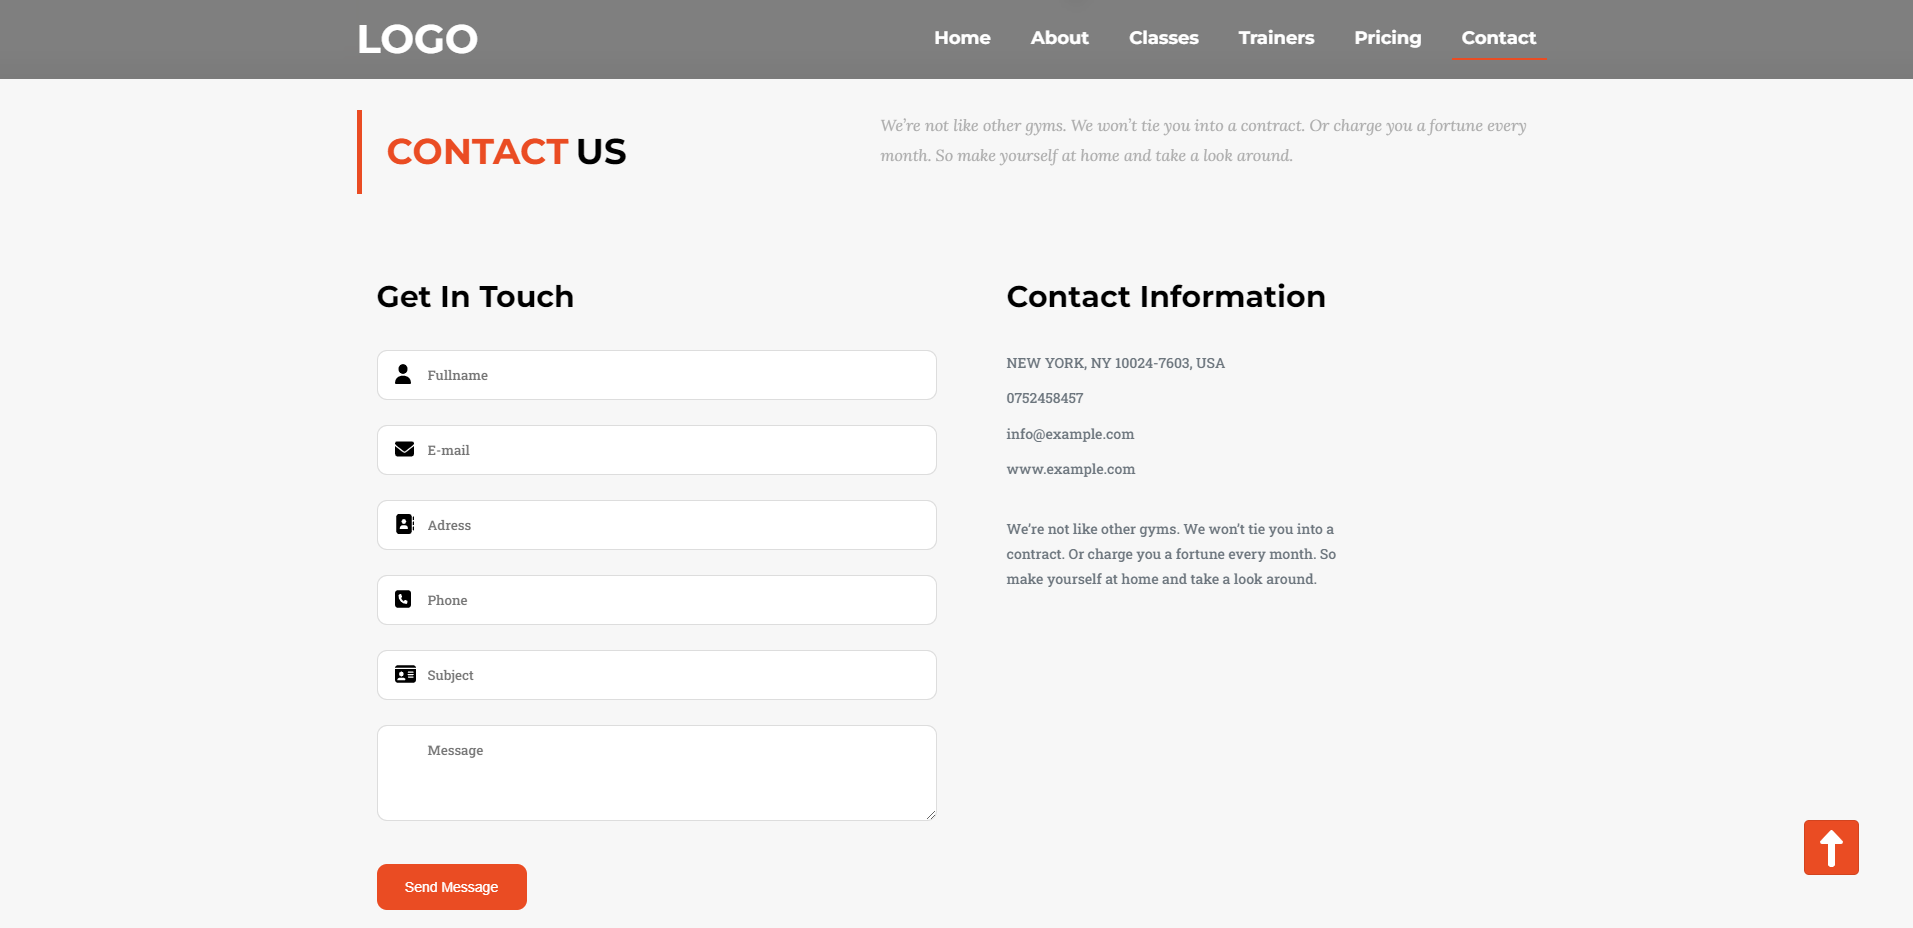 LOGO
Home About Classes Trainers Pricing Contact
CONTACT US
We’re not like other gyms. We won’t tie you into a contract. Or charge you a fortune every
month. So make yourself at home and take a look around.
Get In Touch
Fullname
E-mail
Adress
Phone
Subject
Message
Send Message
Contact Information
NEW YORK, NY 10024-7603, USA
0752458457
info@example.com
www.example.com
We’re not like other gyms. We won’t tie you into a
contract. Or charge you a fortune every month. So
make yourself at home and take a look around.